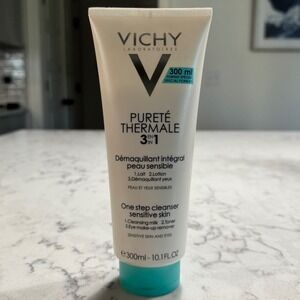 VICHY
LABORATOIRES
300 ml
PURETÉ
THERMALE
3 EN 1
IN
Démaquillant intégral
peau sensible
1.Lait 2.Lotion
3.Démaquillant yeux
PEAU ET YEUX SENSIBLES
One step cleanser
sensitive skin
1.Cleansing milk 2.Toner
3.Eye make-up remover
SENSITIVE SKIN AND EYES
e300ml - 10.1FL.OZ